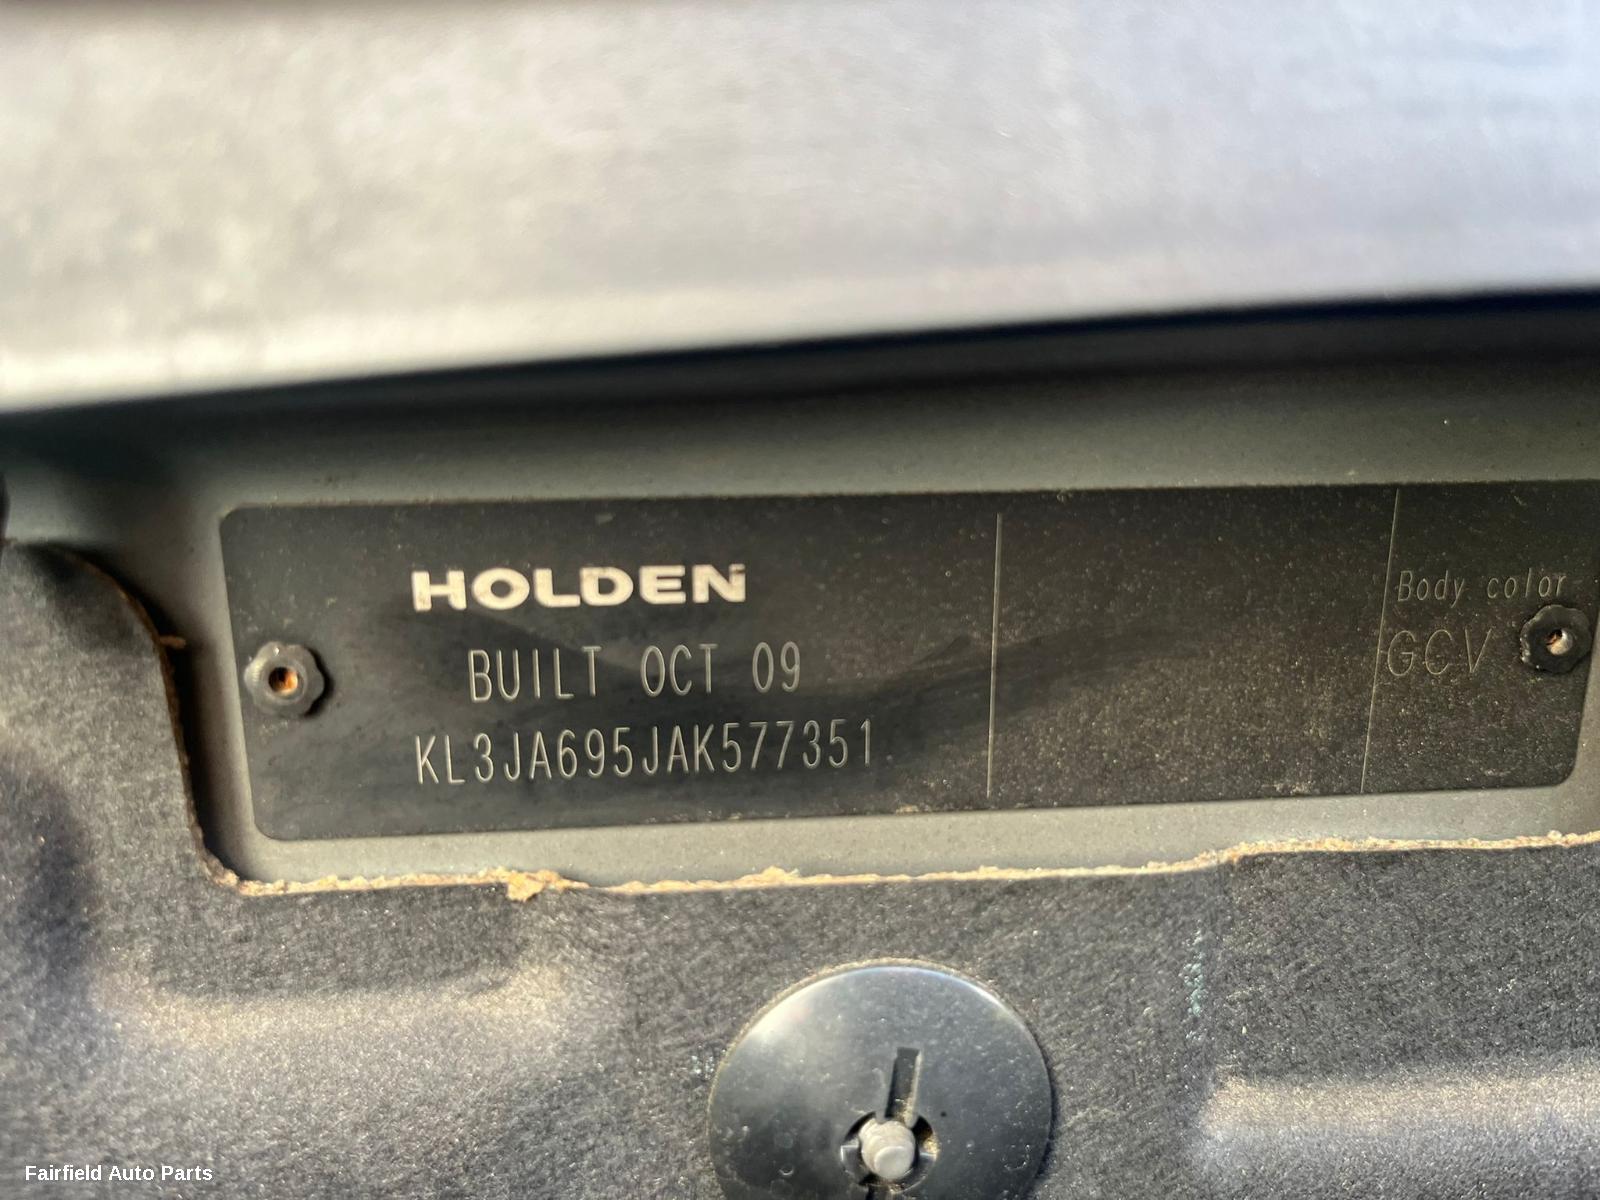 HOLDEN
BUILT OCT 09
KL3JA695JAK577351
Body color
GCV
Fairfield Auto Parts